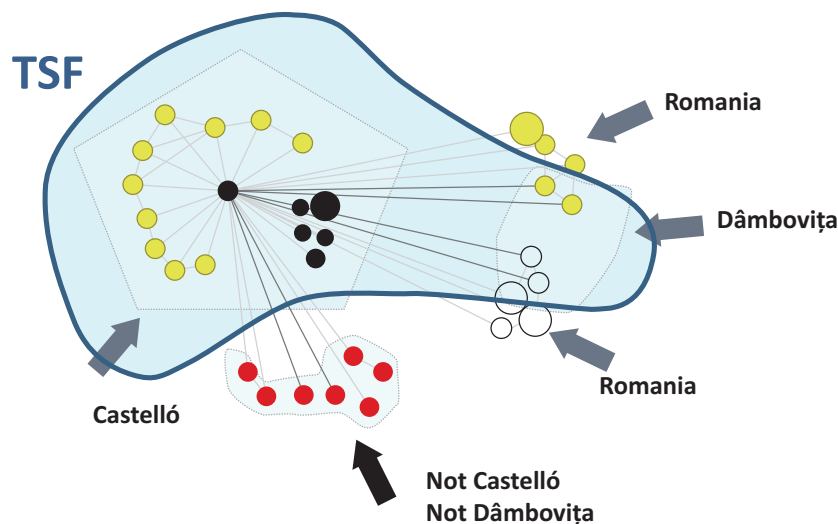 TSF
Romania
Dâmbovița
Romania
Castelló
Not Castelló
Not Dâmbovița